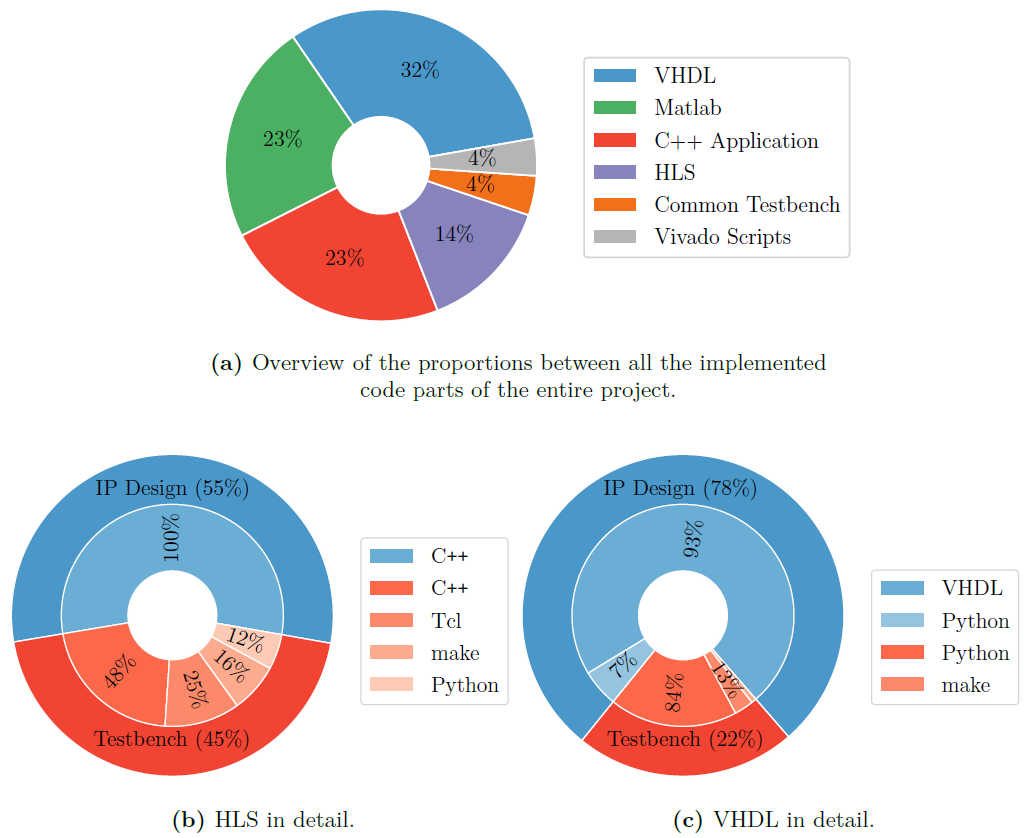 32%
23%
23%
14%
4%
4%
VHDL
Matlab
C++ Application
HLS
Common Testbench
Vivado Scripts
(a) Overview of the proportions between all the implemented
code parts of the entire project.
IP Design (55%)
100%
48%
25%
16%
12%
Testbench (45%)
C++
C++
Tcl
make
Python
(b) HLS in detail.
IP Design (78%)
93%
7%
84%
13%
Testbench (22%)
VHDL
Python
Python
make
(c) VHDL in detail.